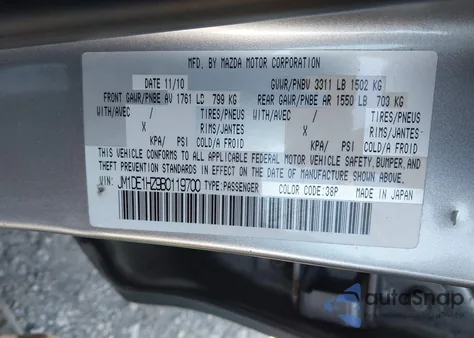 MFD. BY MAZDA MOTOR CORPORATION
DATE 11/10 GVWR/PNBV 3311 LB 1502 KG
FRONT GAWR/PNBE AV 1761 LB 799 KG REAR GAWR/PNBE AR 1550 LB 703 KG
WITH/AVEC / TIRES/PNEUS WITH/AVEC / TIRES/PNEUS
X RIMS/JANTES X RIMS/JANTES
KPA/ PSI COLD/A FROID KPA/ PSI COLD/A FROID
THIS VEHICLE CONFORMS TO ALL APPLICABLE FEDERAL MOTOR VEHICLE SAFETY, BUMPER, AND
THEFT PREVENTION STANDARDS IN EFFECT ON THE DATE OF MANUFACTURE SHOWN ABOVE.
VIN: JM1DE1HZ9B0119700 TYPE:PASSENGER COLOR CODE:38P MADE IN JAPAN
autoSnap